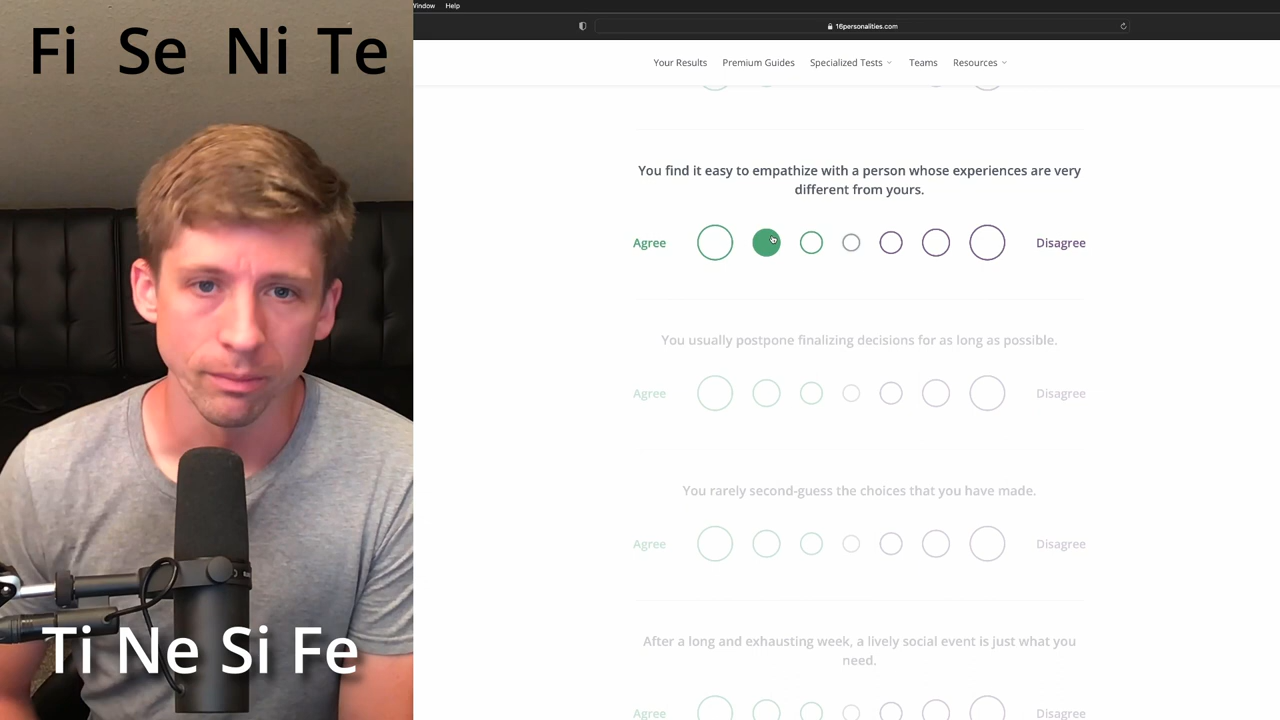 Fi Se Ni Te
Window Help
16personalities.com
Your Results Premium Guides Specialized Tests Teams Resources
You find it easy to empathize with a person whose experiences are very
different from yours.
Agree Disagree
You usually postpone finalizing decisions for as long as possible.
Agree Disagree
You rarely second-guess the choices that you have made.
Agree Disagree
After a long and exhausting week, a lively social event is just what you
need.
Agree Disagree
Ti Ne Si Fe